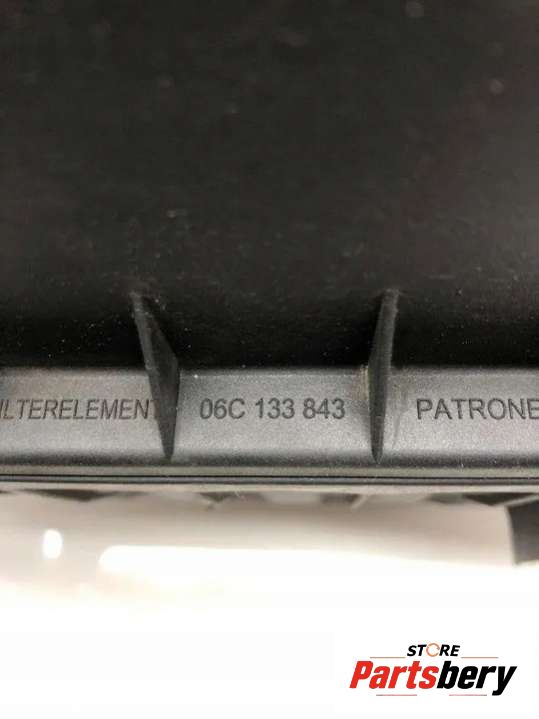 ILTERELEMENT 06C 133 843 PATRONE
STORE
Partsbery